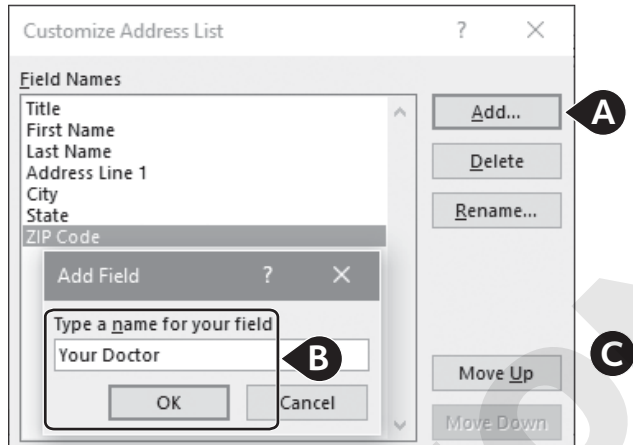 Customize Address List ? ×
Field Names
Title
First Name
Last Name
Address Line 1
City
State
ZIP Code
Add...
A
Delete
Rename...
Add Field ? ×
Type a name for your field
Your Doctor
B
OK
Cancel
C
Move Up
Move Down